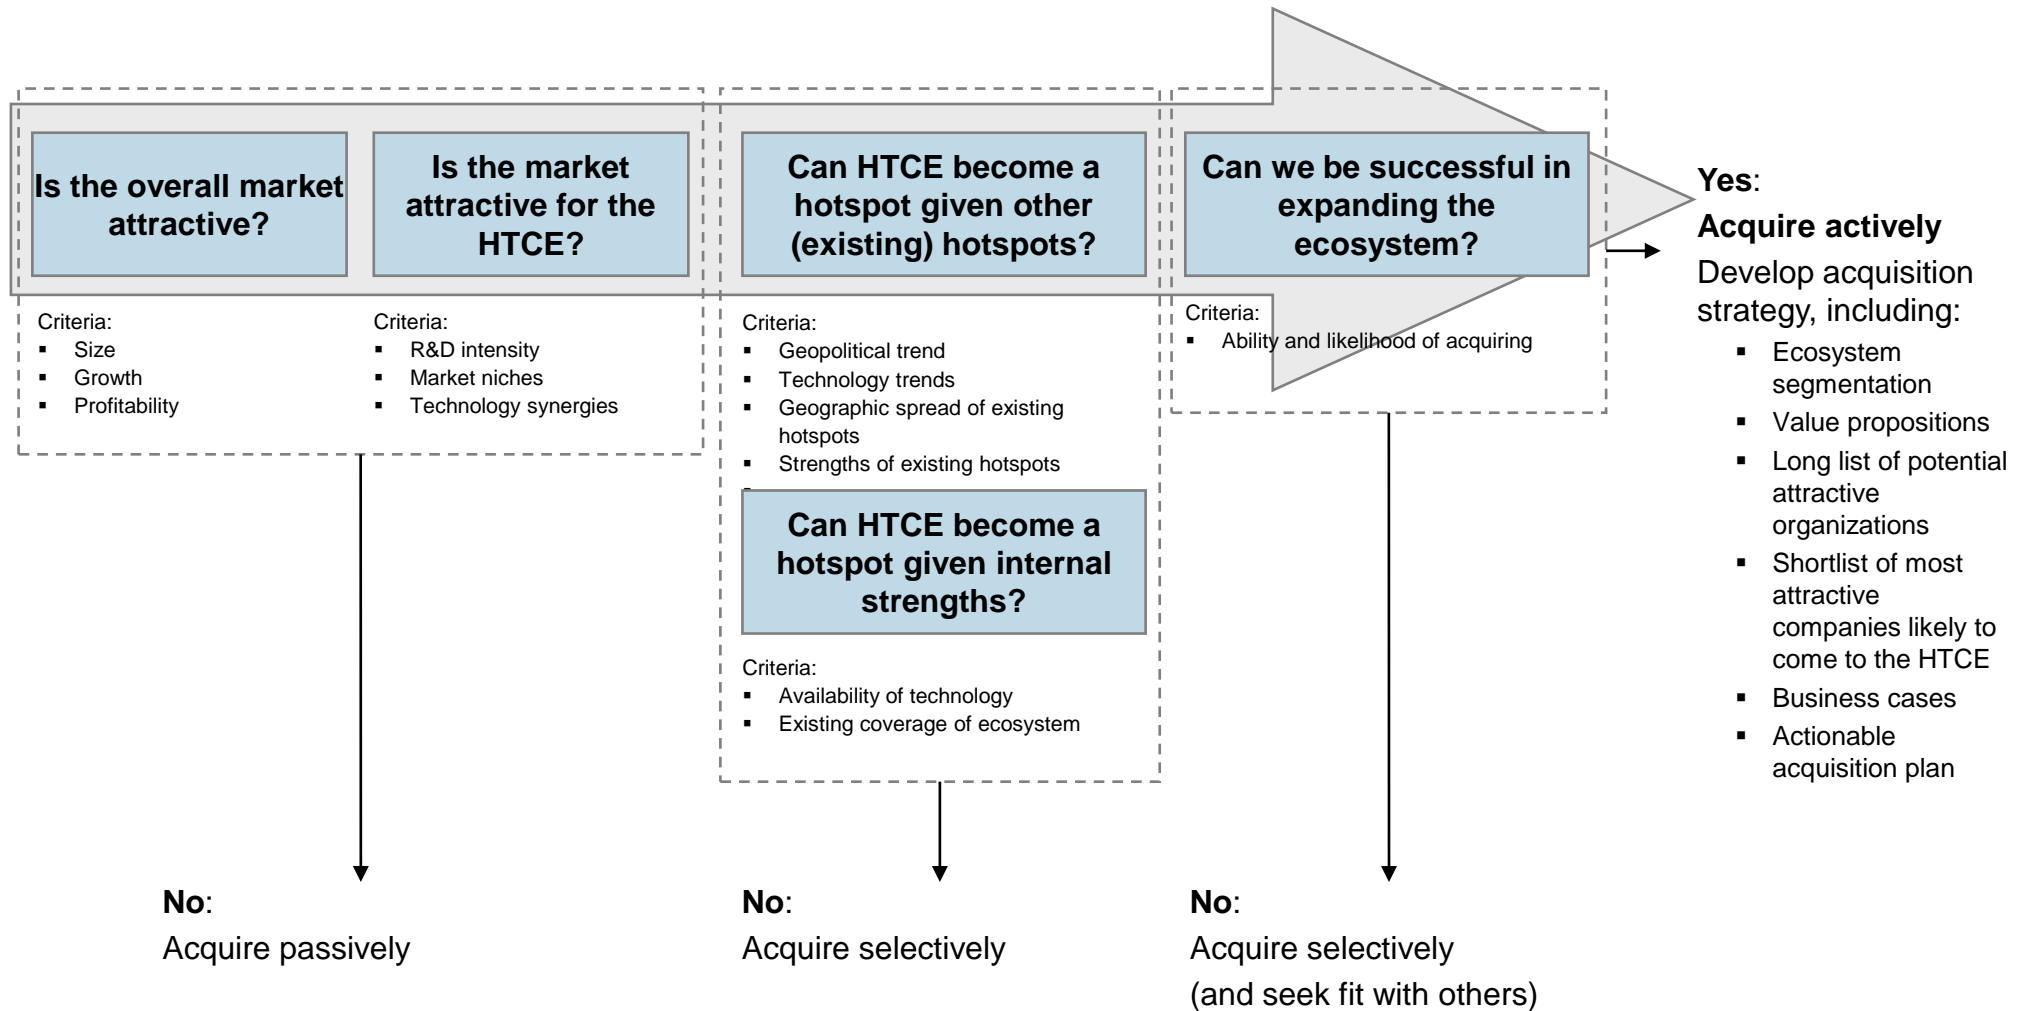 Is the overall market
attractive?
Criteria:
▪ Size
▪ Growth
▪ Profitability
Is the market
attractive for the
HTCE?
Criteria:
▪ R&D intensity
▪ Market niches
▪ Technology synergies
No:
Acquire passively
Can HTCE become a
hotspot given other
(existing) hotspots?
Criteria:
▪ Geopolitical trend
▪ Technology trends
▪ Geographic spread of existing
hotspots
▪ Strengths of existing hotspots
Can HTCE become a
hotspot given internal
strengths?
Criteria:
▪ Availability of technology
▪ Existing coverage of ecosystem
No:
Acquire selectively
Can we be successful in
expanding the
ecosystem?
Criteria:
▪ Ability and likelihood of acquiring
No:
Acquire selectively
(and seek fit with others)
Yes:
Acquire actively
Develop acquisition
strategy, including:
▪ Ecosystem
segmentation
▪ Value propositions
▪ Long list of potential
attractive
organizations
▪ Shortlist of most
attractive
companies likely to
come to the HTCE
▪ Business cases
▪ Actionable
acquisition plan